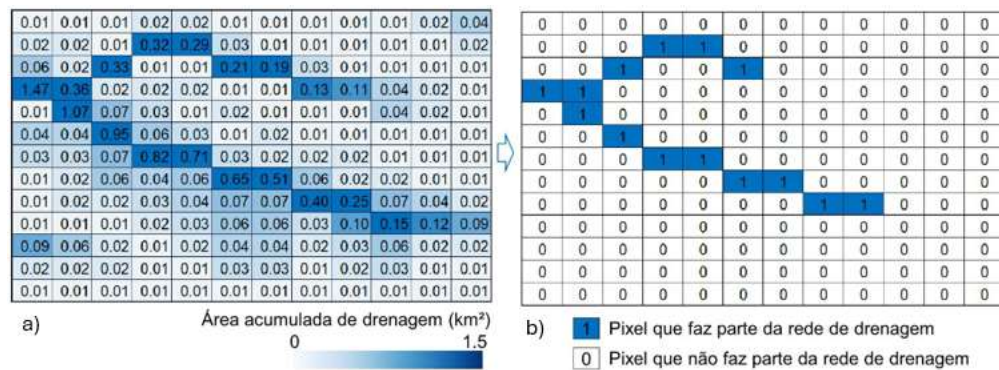 0.01 0.01 0.01 0.01 0.01 0.01 0.01 0.01 0.01 0.01 0.02 0.04
0.02 0.02 0.01 0.32 0.29 0.03 0.01 0.01 0.01 0.01 0.01 0.02
0.06 0.02 0.33 0.01 0.01 0.21 0.19 0.03 0.01 0.01 0.01 0.01
1.47 0.36 0.02 0.02 0.02 0.01 0.01 0.13 0.11 0.04 0.02 0.01
0.01 1.07 0.07 0.03 0.01 0.02 0.01 0.01 0.01 0.04 0.02 0.01
0.04 0.04 0.95 0.06 0.03 0.01 0.02 0.01 0.01 0.01 0.01 0.01
0.03 0.03 0.07 0.82 0.71 0.03 0.02 0.02 0.02 0.01 0.01 0.01
0.01 0.02 0.06 0.04 0.06 0.65 0.51 0.06 0.02 0.02 0.01 0.01
0.01 0.02 0.02 0.03 0.04 0.07 0.07 0.40 0.25 0.07 0.04 0.02
0.01 0.01 0.01 0.02 0.03 0.06 0.06 0.03 0.10 0.15 0.12 0.09
0.09 0.06 0.02 0.01 0.02 0.04 0.04 0.02 0.03 0.06 0.02 0.02
0.02 0.02 0.01 0.01 0.01 0.03 0.03 0.01 0.02 0.03 0.01 0.01
0.01 0.01 0.01 0.01 0.01 0.01 0.01 0.01 0.01 0.01 0.01 0.01
a)
Área acumulada de drenagem (km²)
0 1.5
0 0 0 0 0 0 0 0 0 0 0 0
0 0 0 1 1 0 0 0 0 0 0 0
0 0 1 0 0 1 0 0 0 0 0 0
1 1 0 0 0 0 0 0 0 0 0 0
0 1 0 0 0 0 0 0 0 0 0 0
0 0 1 0 0 0 0 0 0 0 0 0
0 0 0 1 1 0 0 0 0 0 0 0
0 0 0 0 0 1 1 0 0 0 0 0
0 0 0 0 0 0 0 1 1 0 0 0
0 0 0 0 0 0 0 0 0 0 0 0
0 0 0 0 0 0 0 0 0 0 0 0
0 0 0 0 0 0 0 0 0 0 0 0
0 0 0 0 0 0 0 0 0 0 0 0
b)
1 Pixel que faz parte da rede de drenagem
0 Pixel que não faz parte da rede de drenagem